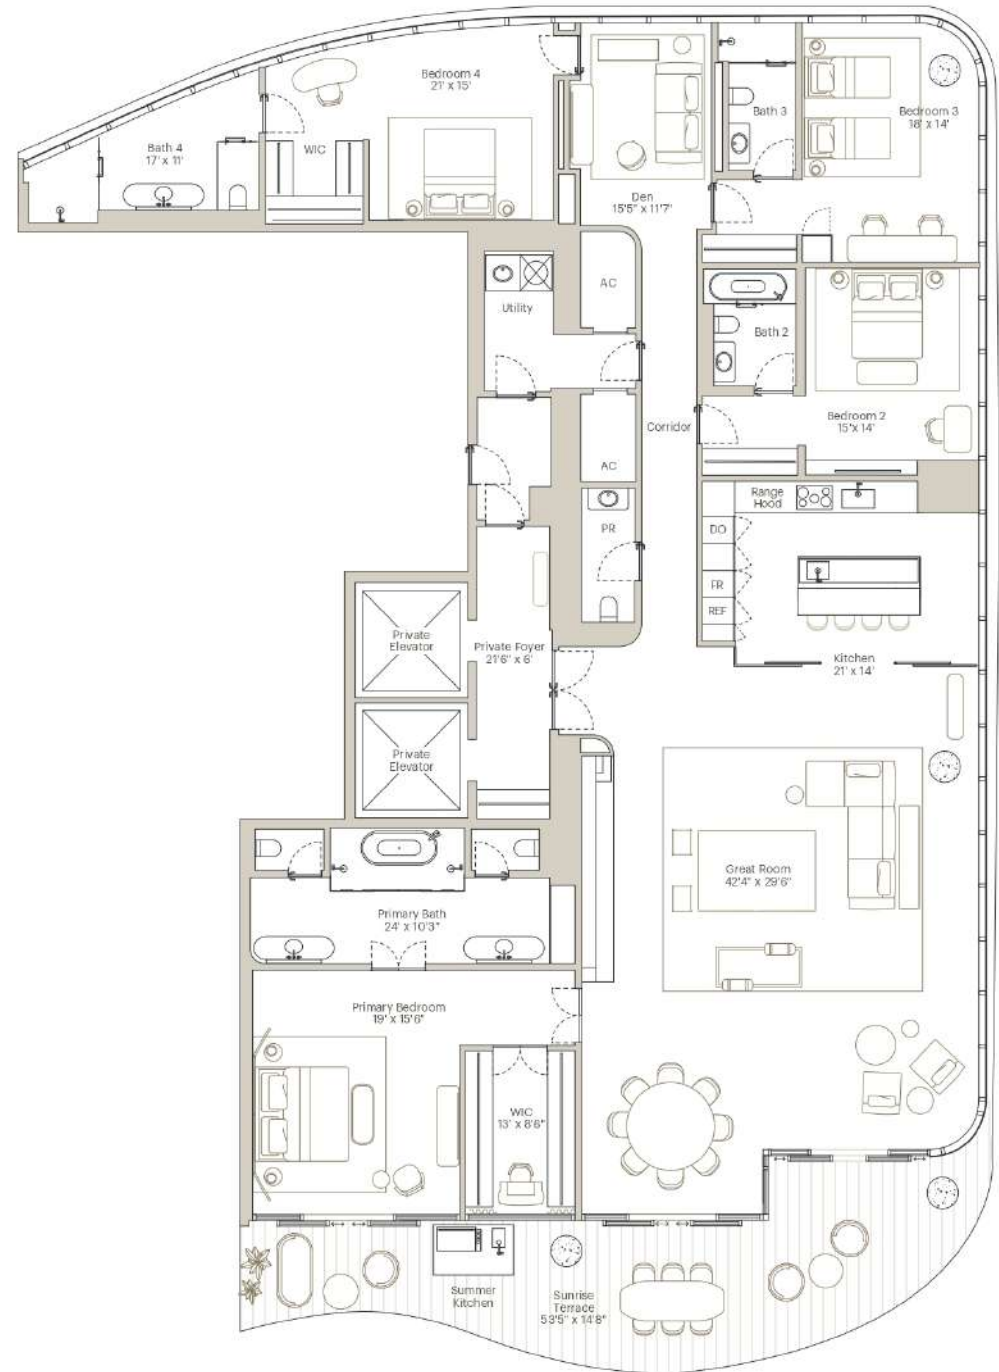 Bedroom 4
21' x 15'
Bedroom 3
18' x 14'
Bath 3
Bath 4
17' x 11'
WIC
Den
15'5" x 11'7"
AC
Utility
Bath 2
Bedroom 2
15' x 14'
Corridor
AC
Range
Hood
PR
DO
FR
REF
Private
Elevator
Private Foyer
21'6" x 6'
Kitchen
21' x 14'
Private
Elevator
Great Room
42'4" x 29'6"
Primary Bath
24' x 10'3"
Primary Bedroom
19' x 15'6"
WIC
13' x 8'6"
Summer
Kitchen
Sunrise
Terrace
53'5" x 14'8"